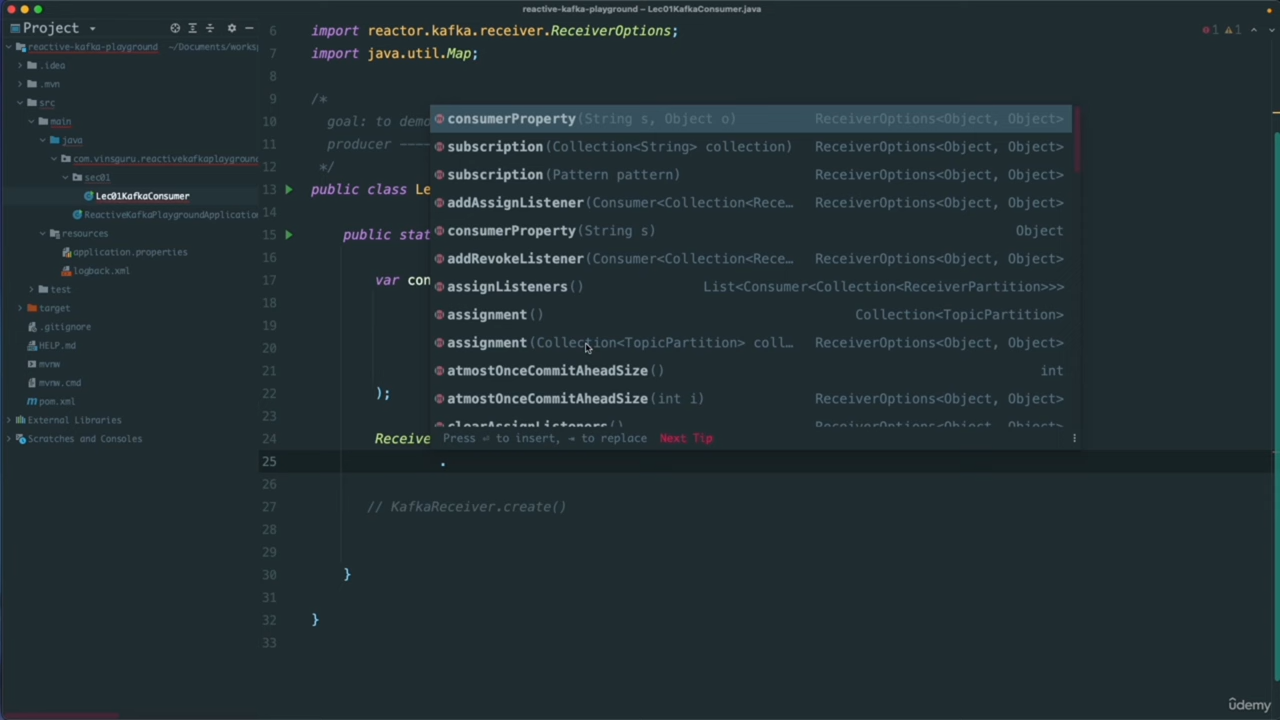 reactive-kafka-playground – Lec01KafkaConsumer.java
Project
reactive-kafka-playground ~/Documents/works
.idea
.mvn
src
main
java
com.vinsguru.reactivekafkaplayground
sec01
Lec01KafkaConsumer
ReactiveKafkaPlaygroundApplication
resources
application.properties
logback.xml
test
target
.gitignore
HELP.md
mvnw
mvnw.cmd
pom.xml
External Libraries
Scratches and Consoles
1 1
6 import reactor.kafka.receiver.ReceiverOptions;
7 import java.util.Map;
8
9 /*
10 goal: to demo
11 producer ----
12 */
13 public class Le
14
15 public stat
16
17 var con
18
19
20
21
22 );
23
24 Receive
25 .
26
27 // KafkaReceiver.create()
28
29
30 }
31
32 }
33
consumerProperty(String s, Object o) ReceiverOptions<Object, Object>
subscription(Collection<String> collection) ReceiverOptions<Object, Object>
subscription(Pattern pattern) ReceiverOptions<Object, Object>
addAssignListener(Consumer<Collection<Rece… ReceiverOptions<Object, Object>
consumerProperty(String s) Object
addRevokeListener(Consumer<Collection<Rece… ReceiverOptions<Object, Object>
assignListeners() List<Consumer<Collection<ReceiverPartition>>>
assignment() Collection<TopicPartition>
assignment(Collection<TopicPartition> coll… ReceiverOptions<Object, Object>
atmostOnceCommitAheadSize() int
atmostOnceCommitAheadSize(int i) ReceiverOptions<Object, Object>
clearAssignListeners() ReceiverOptions<Object, Object>
Press ⏎ to insert, ⇥ to replace Next Tip
udemy